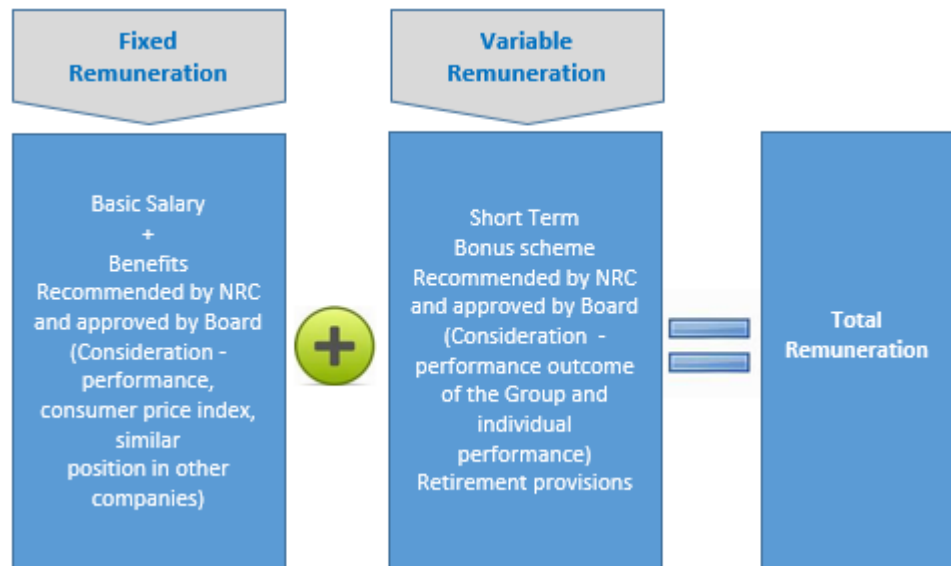 Fixed
Remuneration
Variable
Remuneration
Basic Salary
+
Benefits
Recommended by NRC
and approved by Board
(Consideration -
performance,
consumer price index,
similar
position in other
companies)
Short Term
Bonus scheme
Recommended by NRC
and approved by Board
(Consideration -
performance outcome
of the Group and
individual
performance)
Retirement provisions
Total
Remuneration